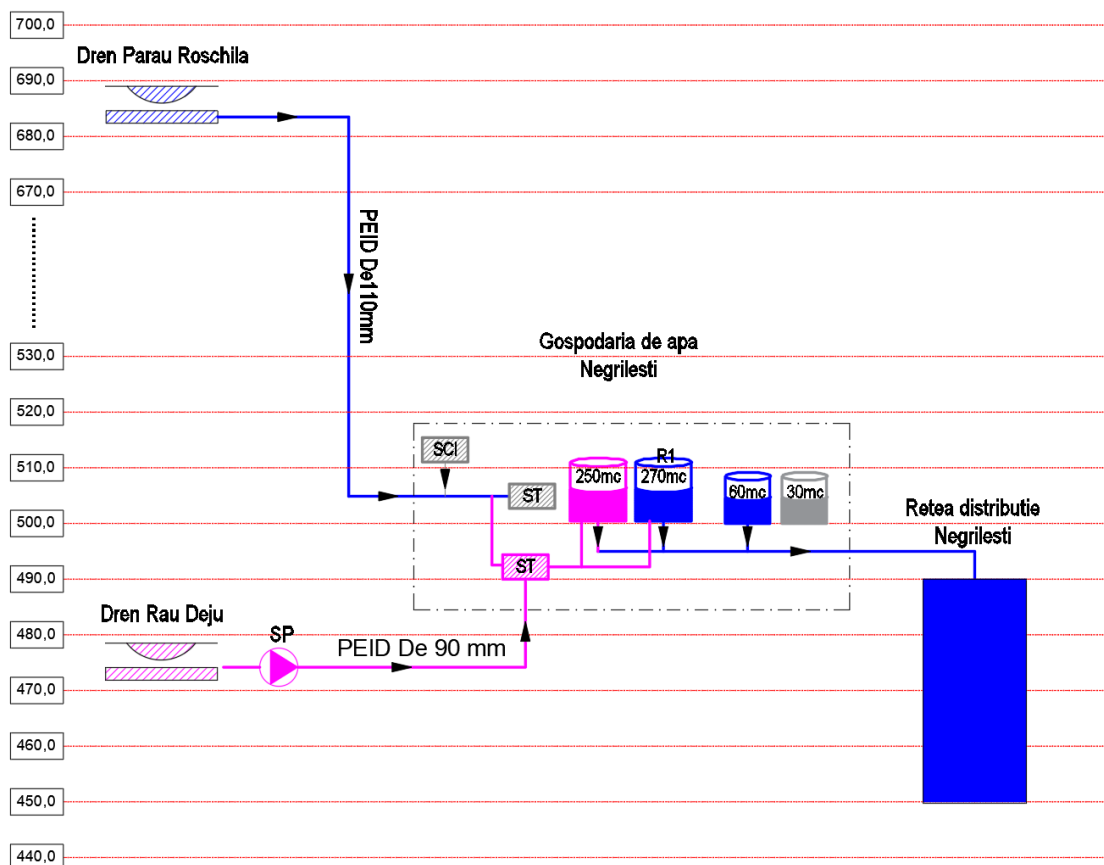 700,0
Dren Parau Roschila
690,0
680,0
670,0
PEID De110mm
530,0
Gospodaria de apa
Negrilesti
520,0
510,0
SCI
R1
250mc
270mc
60mc
30mc
ST
500,0
Retea distributie
Negrilesti
ST
490,0
Dren Rau Deju
480,0
SP
PEID De 90 mm
470,0
460,0
450,0
440,0